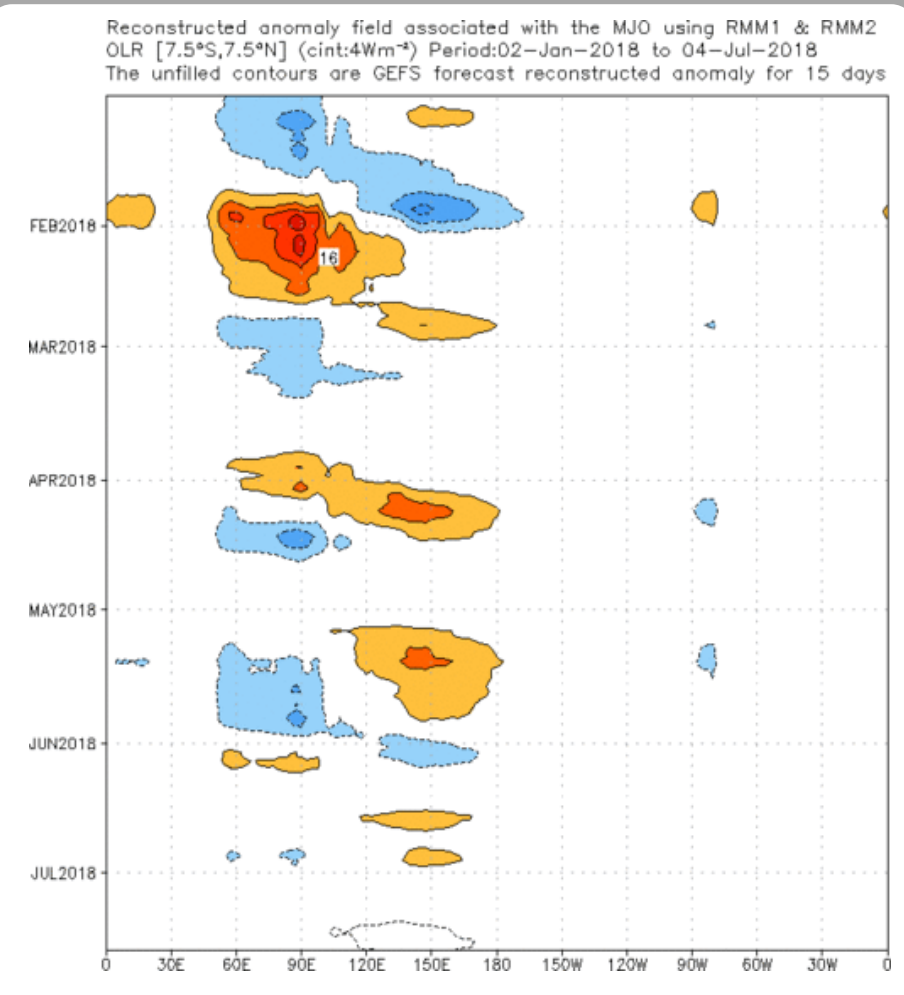 Reconstructed anomaly field associated with the MJO using RMM1 & RMM2
OLR [7.5°S,7.5°N] (cint:4Wm⁻²) Period:02-Jan-2018 to 04-Jul-2018
The unfilled contours are GEFS forecast reconstructed anomaly for 15 days
FEB2018
16
MAR2018
APR2018
MAY2018
JUN2018
JUL2018
0 30E 60E 90E 120E 150E 180 150W 120W 90W 60W 30W 0